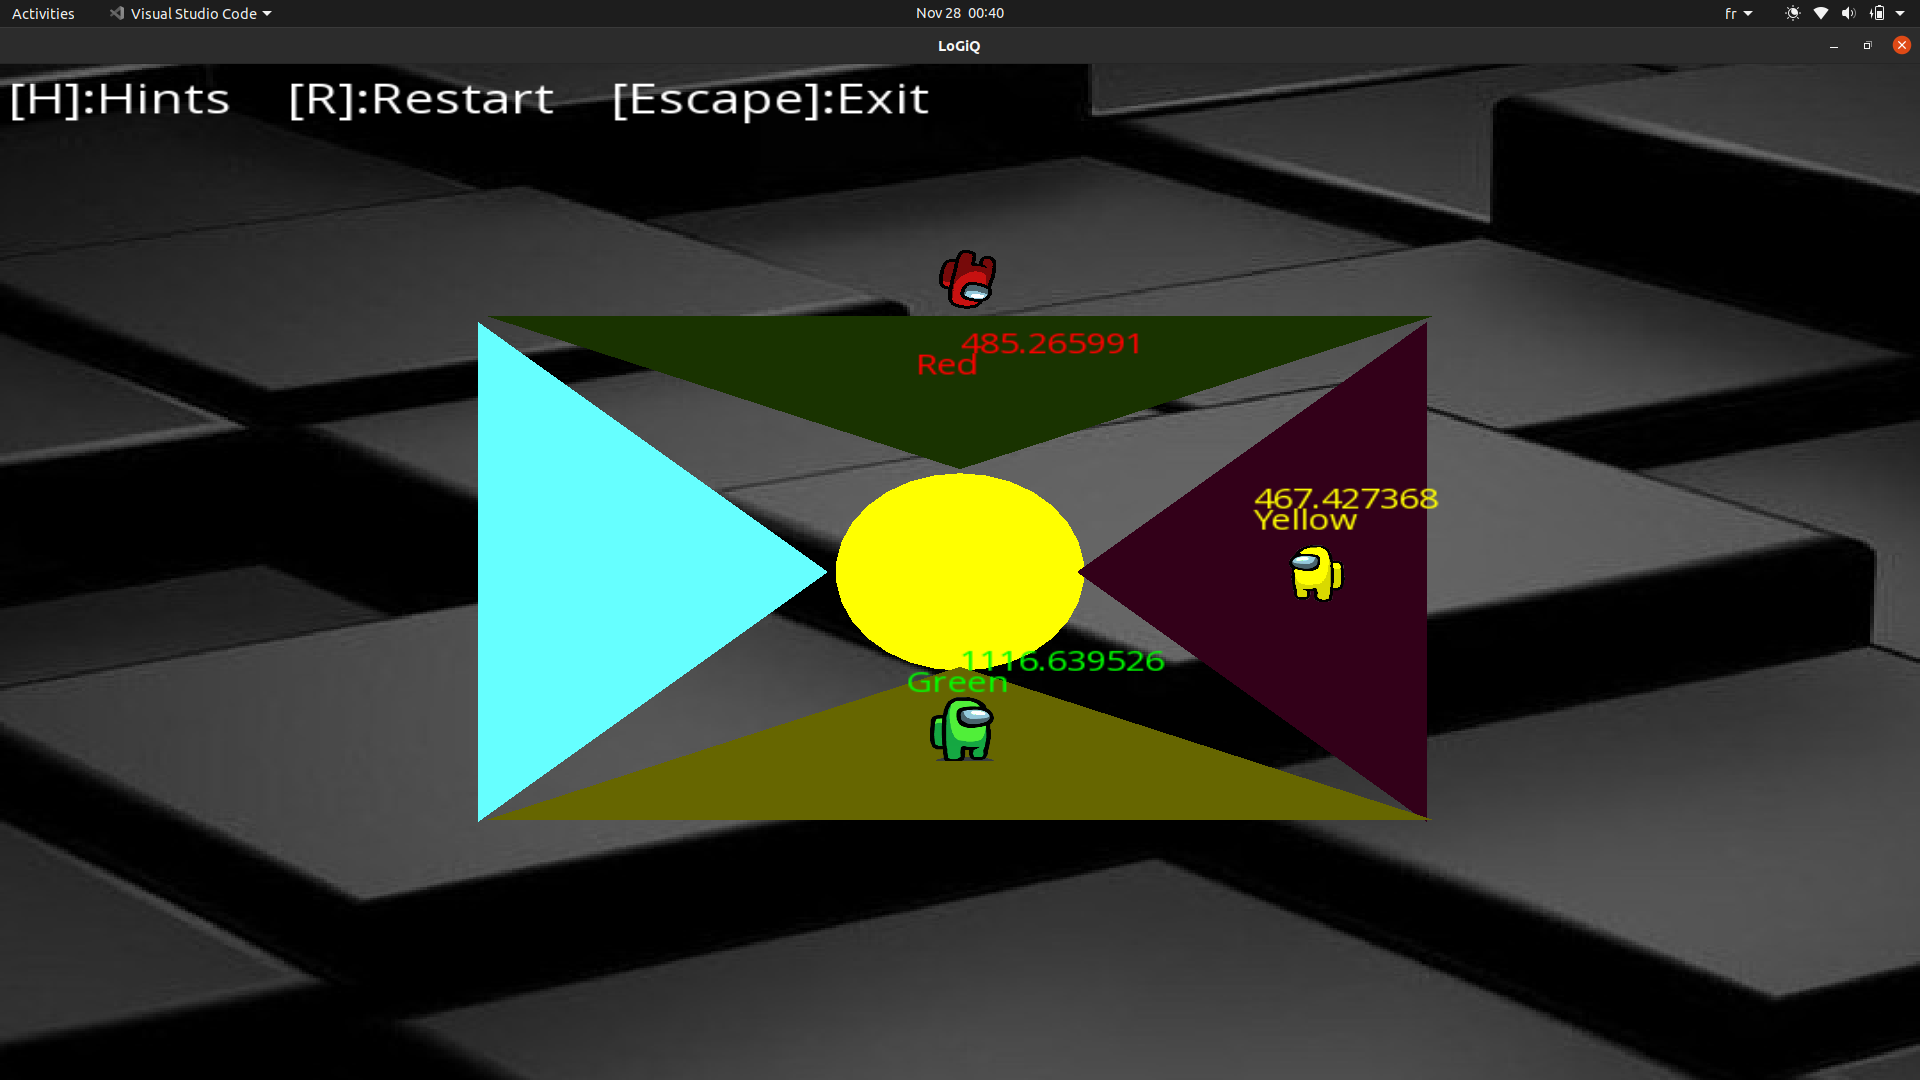 Activities Visual Studio Code Nov 28 00:40 fr
LoGiQ
[H]:Hints [R]:Restart [Escape]:Exit
485.265991
Red
467.427368
Yellow
1116.639526
Green